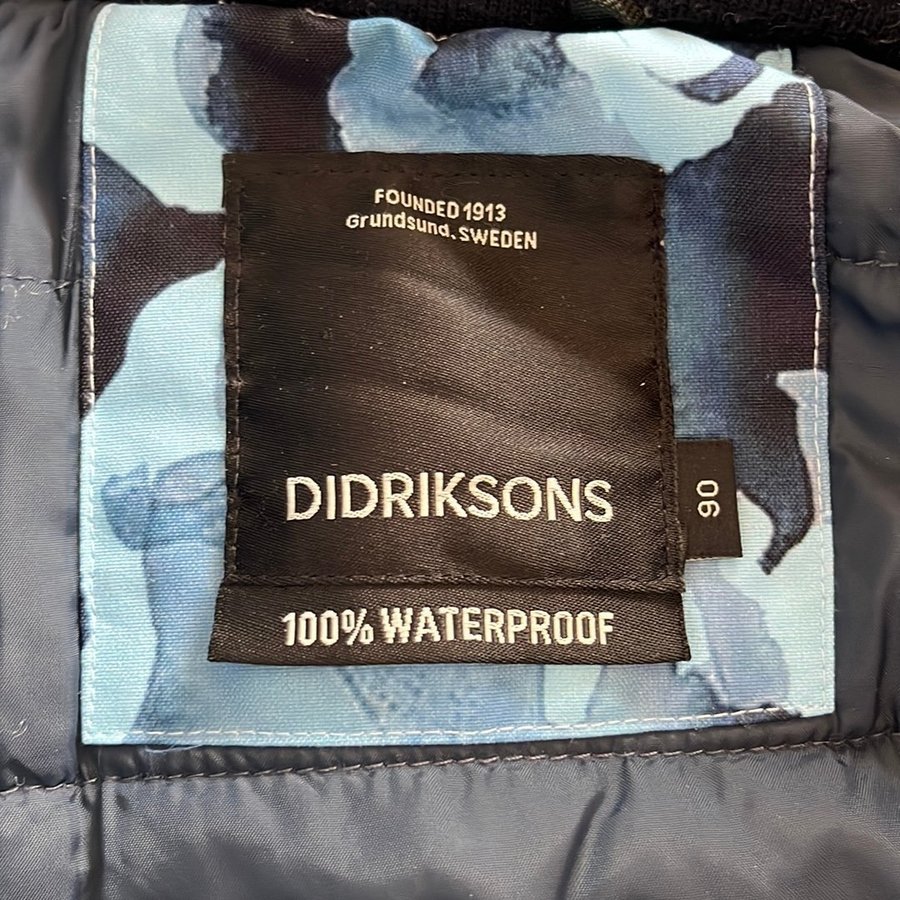 FOUNDED 1913
Grundsund. SWEDEN
DIDRIKSONS
90
100% WATERPROOF